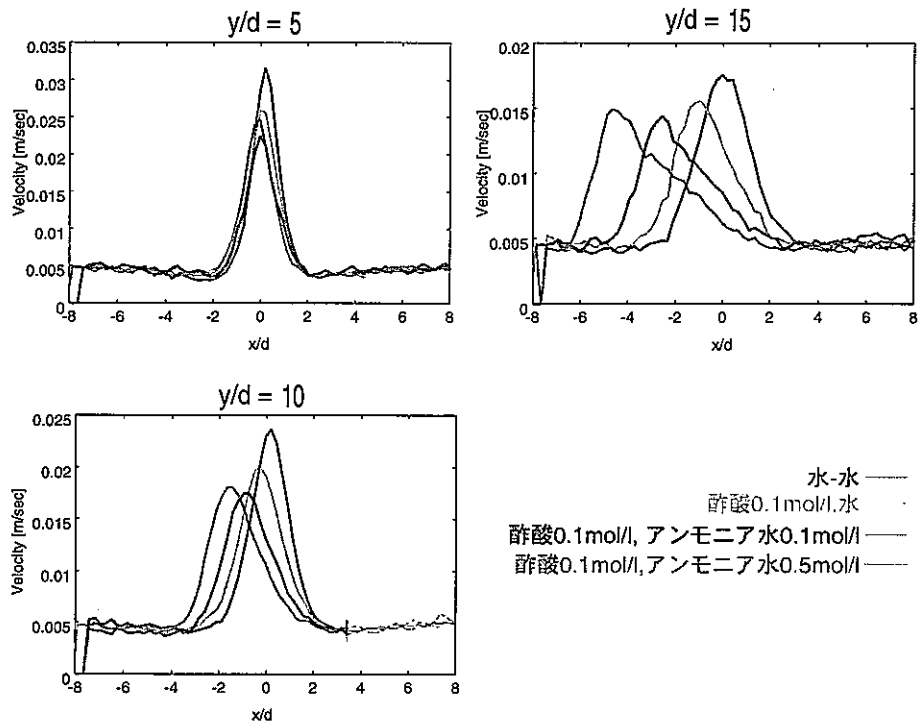 y/d = 5
0.035
0.03
0.025
0.02
0.015
0.01
0.005
0
Velocity [m/sec]
-8 -6 -4 -2 0 2 4 6 8
x/d
y/d = 15
0.02
0.015
0.01
0.005
0
Velocity [m/sec]
-8 -6 -4 -2 0 2 4 6 8
x/d
y/d = 10
0.025
0.02
0.015
0.01
0.005
0
Velocity [m/sec]
-8 -6 -4 -2 0 2 4 6 8
x/d
水-水
酢酸0.1mol/l,水
酢酸0.1mol/l, アンモニア水0.1mol/l
酢酸0.1mol/l,アンモニア水0.5mol/l